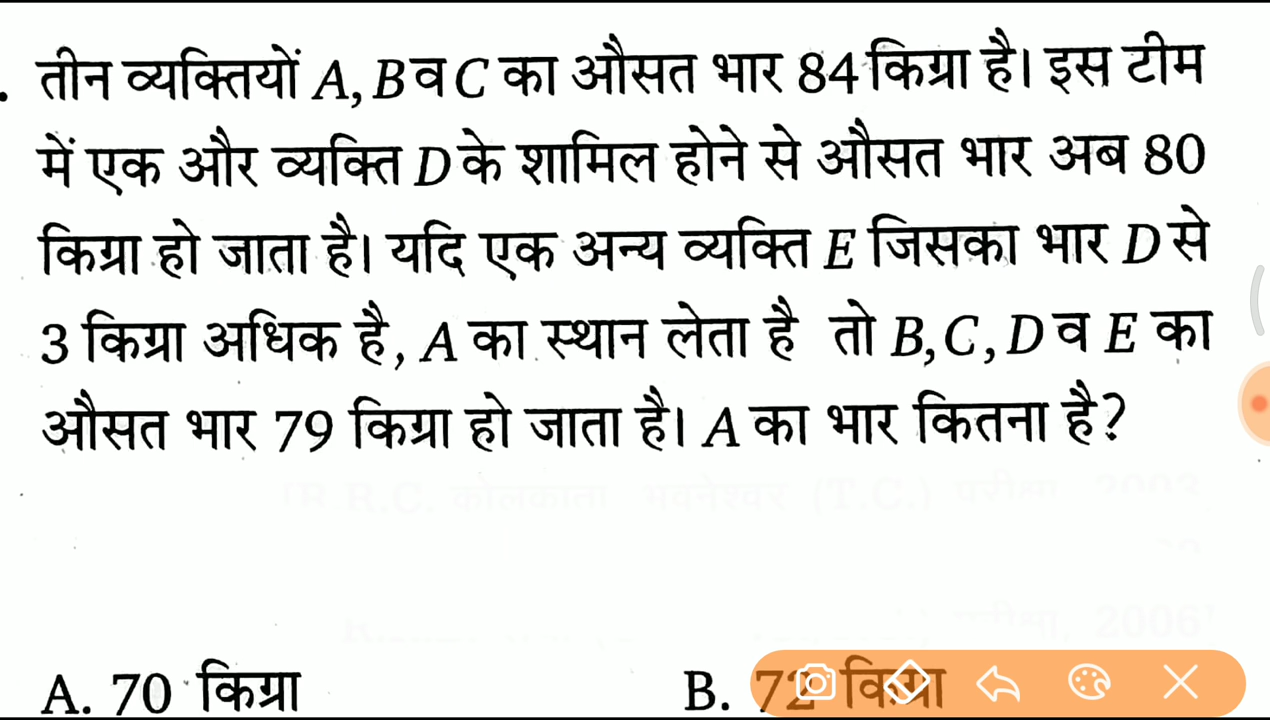 . तीन व्यक्तियों A, B व C का औसत भार 84 किग्रा है। इस टीम
में एक और व्यक्ति D के शामिल होने से औसत भार अब 80
किग्रा हो जाता है। यदि एक अन्य व्यक्ति E जिसका भार D से
3 किग्रा अधिक है, A का स्थान लेता है तो B, C, D व E का
औसत भार 79 किग्रा हो जाता है। A का भार कितना है?
A. 70 किग्रा B. 72 किग्रा